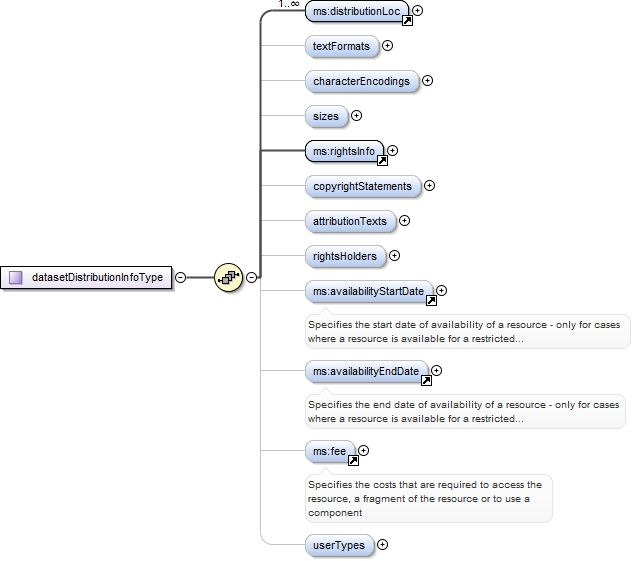 1..∞
ms:distributionLoc
textFormats
characterEncodings
sizes
ms:rightsInfo
copyrightStatements
attributionTexts
rightsHolders
datasetDistributionInfoType
ms:availabilityStartDate
Specifies the start date of availability of a resource - only for cases
where a resource is available for a restricted...
ms:availabilityEndDate
Specifies the end date of availability of a resource - only for cases
where a resource is available for a restricted...
ms:fee
Specifies the costs that are required to access the
resource, a fragment of the resource or to use a
component
userTypes